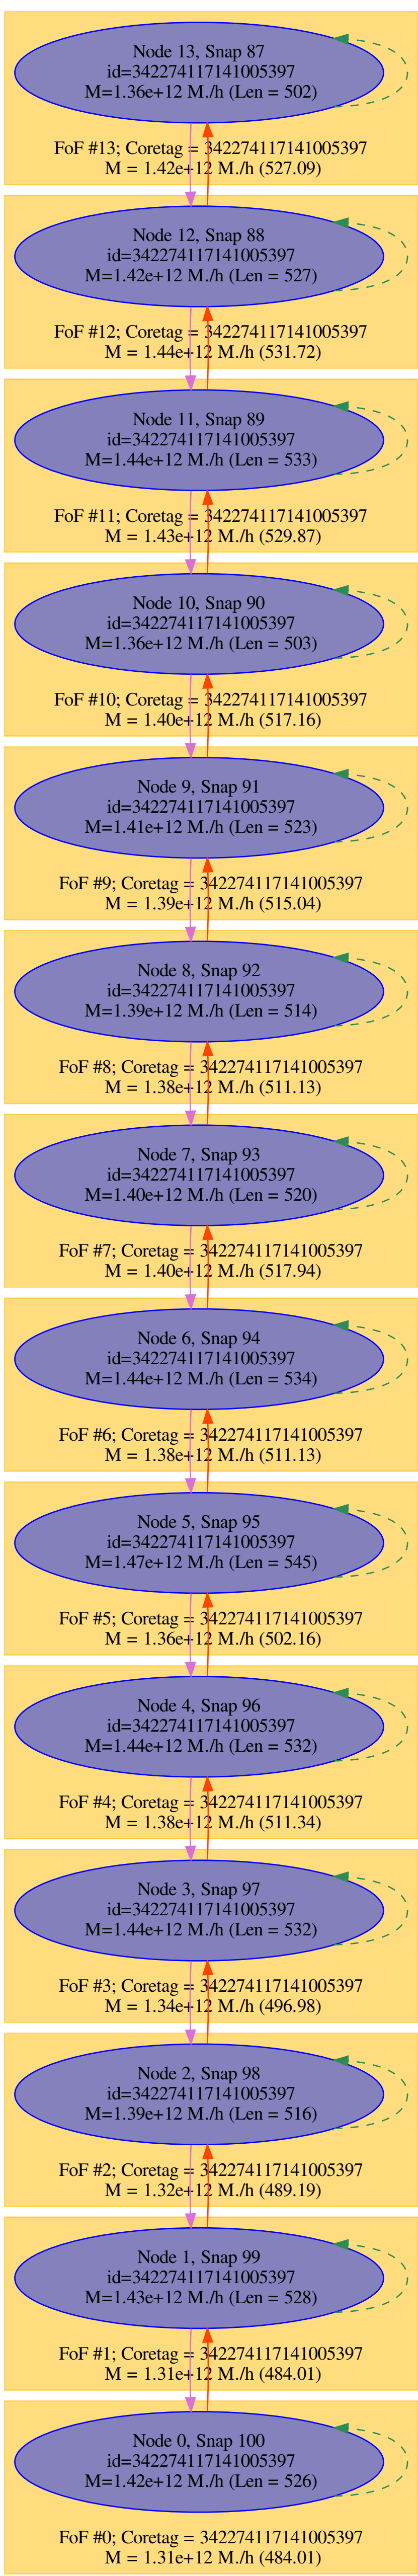 Node 13, Snap 87
id=342274117141005397
M=1.36e+12 M./h (Len = 502)
FoF #13; Coretag = 342274117141005397
M = 1.42e+12 M./h (527.09)
Node 12, Snap 88
id=342274117141005397
M=1.42e+12 M./h (Len = 527)
FoF #12; Coretag = 342274117141005397
M = 1.44e+12 M./h (531.72)
Node 11, Snap 89
id=342274117141005397
M=1.44e+12 M./h (Len = 533)
FoF #11; Coretag = 342274117141005397
M = 1.43e+12 M./h (529.87)
Node 10, Snap 90
id=342274117141005397
M=1.36e+12 M./h (Len = 503)
FoF #10; Coretag = 342274117141005397
M = 1.40e+12 M./h (517.16)
Node 9, Snap 91
id=342274117141005397
M=1.41e+12 M./h (Len = 523)
FoF #9; Coretag = 342274117141005397
M = 1.39e+12 M./h (515.04)
Node 8, Snap 92
id=342274117141005397
M=1.39e+12 M./h (Len = 514)
FoF #8; Coretag = 342274117141005397
M = 1.38e+12 M./h (511.13)
Node 7, Snap 93
id=342274117141005397
M=1.40e+12 M./h (Len = 520)
FoF #7; Coretag = 342274117141005397
M = 1.40e+12 M./h (517.94)
Node 6, Snap 94
id=342274117141005397
M=1.44e+12 M./h (Len = 534)
FoF #6; Coretag = 342274117141005397
M = 1.38e+12 M./h (511.13)
Node 5, Snap 95
id=342274117141005397
M=1.47e+12 M./h (Len = 545)
FoF #5; Coretag = 342274117141005397
M = 1.36e+12 M./h (502.16)
Node 4, Snap 96
id=342274117141005397
M=1.44e+12 M./h (Len = 532)
FoF #4; Coretag = 342274117141005397
M = 1.38e+12 M./h (511.34)
Node 3, Snap 97
id=342274117141005397
M=1.44e+12 M./h (Len = 532)
FoF #3; Coretag = 342274117141005397
M = 1.34e+12 M./h (496.98)
Node 2, Snap 98
id=342274117141005397
M=1.39e+12 M./h (Len = 516)
FoF #2; Coretag = 342274117141005397
M = 1.32e+12 M./h (489.19)
Node 1, Snap 99
id=342274117141005397
M=1.43e+12 M./h (Len = 528)
FoF #1; Coretag = 342274117141005397
M = 1.31e+12 M./h (484.01)
Node 0, Snap 100
id=342274117141005397
M=1.42e+12 M./h (Len = 526)
FoF #0; Coretag = 342274117141005397
M = 1.31e+12 M./h (484.01)